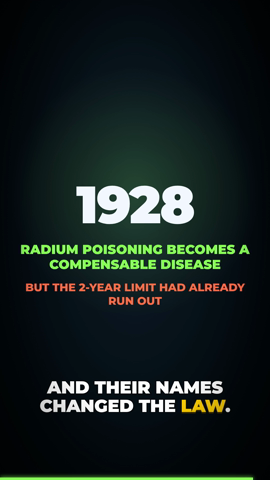 1928
RADIUM POISONING BECOMES A
COMPENSABLE DISEASE
BUT THE 2-YEAR LIMIT HAD ALREADY
RUN OUT
AND THEIR NAMES
CHANGED THE LAW.